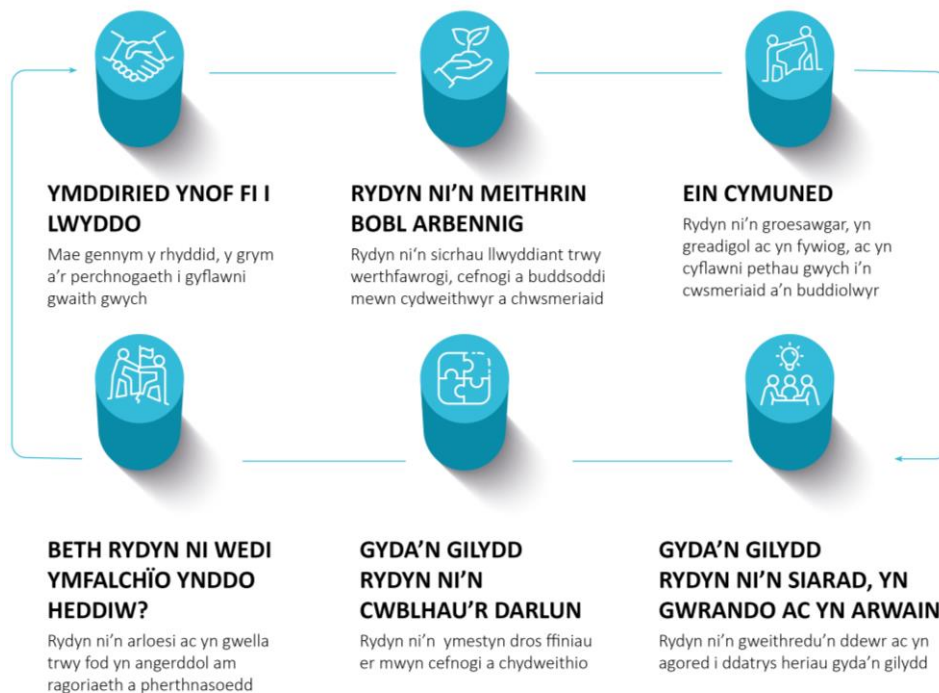 YMDDIRIED YNOF FI I
LWYDDO
Mae gennym y rhyddid, y grym
a'r perchnogaeth i gyflawni
gwaith gwych
RYDYN NI'N MEITHRIN
BOBL ARBENNIG
Rydyn ni'n sicrhau llwyddiant trwy
werthfawrogi, cefnogi a buddsoddi
mewn cydweithwyr a chwsmeriaid
EIN CYMUNED
Rydyn ni'n groesawgar, yn
greadigol ac yn fywiog, ac yn
cyflawni pethau gwych i'n
cwsmeriaid a'n buddiolwyr
BETH RYDYN NI WEDI
YMFALCHÏO YNDDO
HEDDIW?
Rydyn ni'n arloesi ac yn gwella
trwy fod yn angerddol am
ragoriaeth a pherthnasoedd
GYDA'N GILYDD
RYDYN NI'N
CWBLHAU'R DARLUN
Rydyn ni'n ymestyn dros ffiniau
er mwyn cefnogi a chydweithio
GYDA'N GILYDD
RYDYN NI'N SIARAD, YN
GWRANDO AC YN ARWAIN
Rydyn ni'n gweithredu'n ddewr ac yn
agored i ddatrys heriau gyda'n gilydd